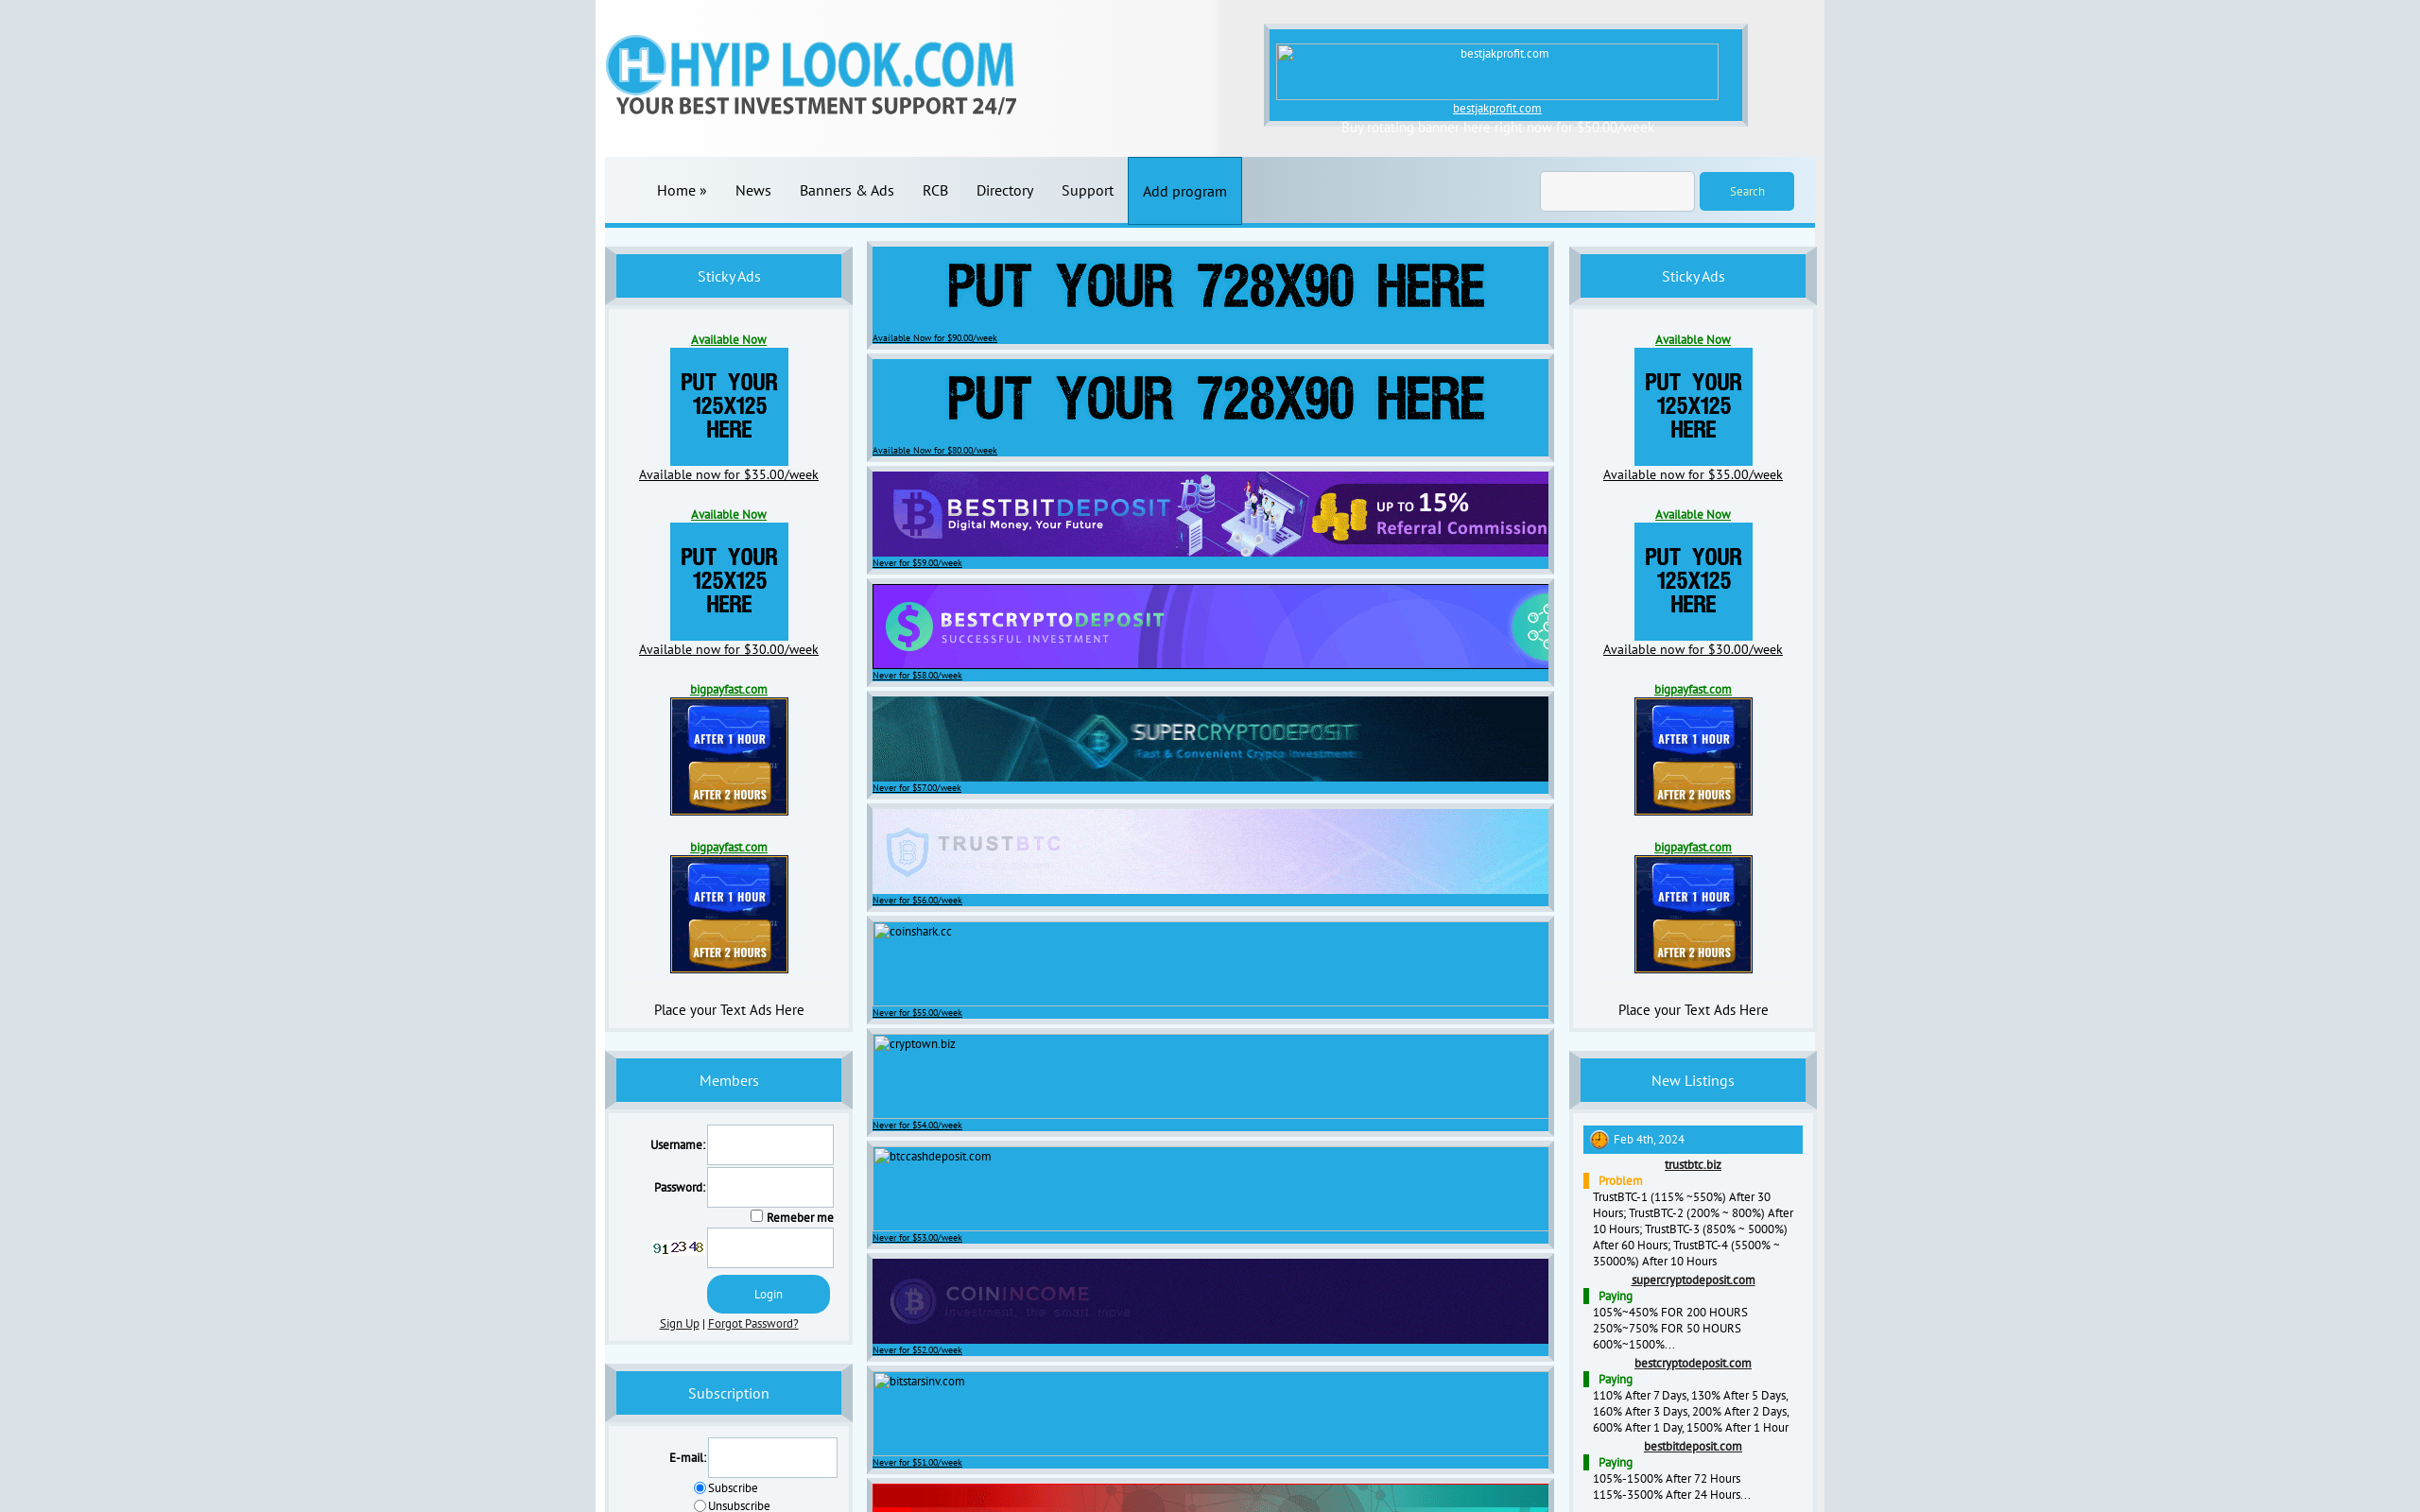 HYIP LOOK.COM
YOUR BEST INVESTMENT SUPPORT 24/7
bestjakprofit.com
bestjakprofit.com
Buy rotating banner here right now for $50.00/week
Home »
News
Banners & Ads
RCB
Directory
Support
Add program
Search
Sticky Ads
Available Now
PUT YOUR
125X125
HERE
Available now for $35.00/week
Available Now
PUT YOUR
125X125
HERE
Available now for $30.00/week
bigpayfast.com
AFTER 1 HOUR
AFTER 2 HOURS
bigpayfast.com
AFTER 1 HOUR
AFTER 2 HOURS
Place your Text Ads Here
Members
Username:
Password:
Remeber me
912348
Login
Sign Up | Forgot Password?
Subscription
E-mail:
Subscribe
Unsubscribe
PUT YOUR 728X90 HERE
Available Now for $90.00/week
PUT YOUR 728X90 HERE
Available Now for $80.00/week
BESTBITDEPOSIT
Digital Money, Your Future
UP TO 15%
Referral Commission
Never for $59.00/week
BESTCRYPTODEPOSIT
SUCCESSFUL INVESTMENT
Never for $58.00/week
SUPERCRYPTODEPOSIT
Fast & Convenient Crypto Investment
Never for $57.00/week
TRUSTBTC
Never for $56.00/week
coinshark.cc
Never for $55.00/week
cryptown.biz
Never for $54.00/week
btccashdeposit.com
Never for $53.00/week
COININCOME
Investment, the smart move
Never for $52.00/week
bitstarsinv.com
Never for $51.00/week
Sticky Ads
Available Now
PUT YOUR
125X125
HERE
Available now for $35.00/week
Available Now
PUT YOUR
125X125
HERE
Available now for $30.00/week
bigpayfast.com
AFTER 1 HOUR
AFTER 2 HOURS
bigpayfast.com
AFTER 1 HOUR
AFTER 2 HOURS
Place your Text Ads Here
New Listings
Feb 4th, 2024
trustbtc.biz
Problem
TrustBTC-1 (115% ~550%) After 30
Hours; TrustBTC-2 (200% ~ 800%) After
10 Hours; TrustBTC-3 (850% ~ 5000%)
After 60 Hours; TrustBTC-4 (5500% ~
35000%) After 10 Hours
supercryptodeposit.com
Paying
105%~450% FOR 200 HOURS
250%~750% FOR 50 HOURS
600%~1500%...
bestcryptodeposit.com
Paying
110% After 7 Days, 130% After 5 Days,
160% After 3 Days, 200% After 2 Days,
600% After 1 Day, 1500% After 1 Hour
bestbitdeposit.com
Paying
105%-1500% After 72 Hours
115%-3500% After 24 Hours...